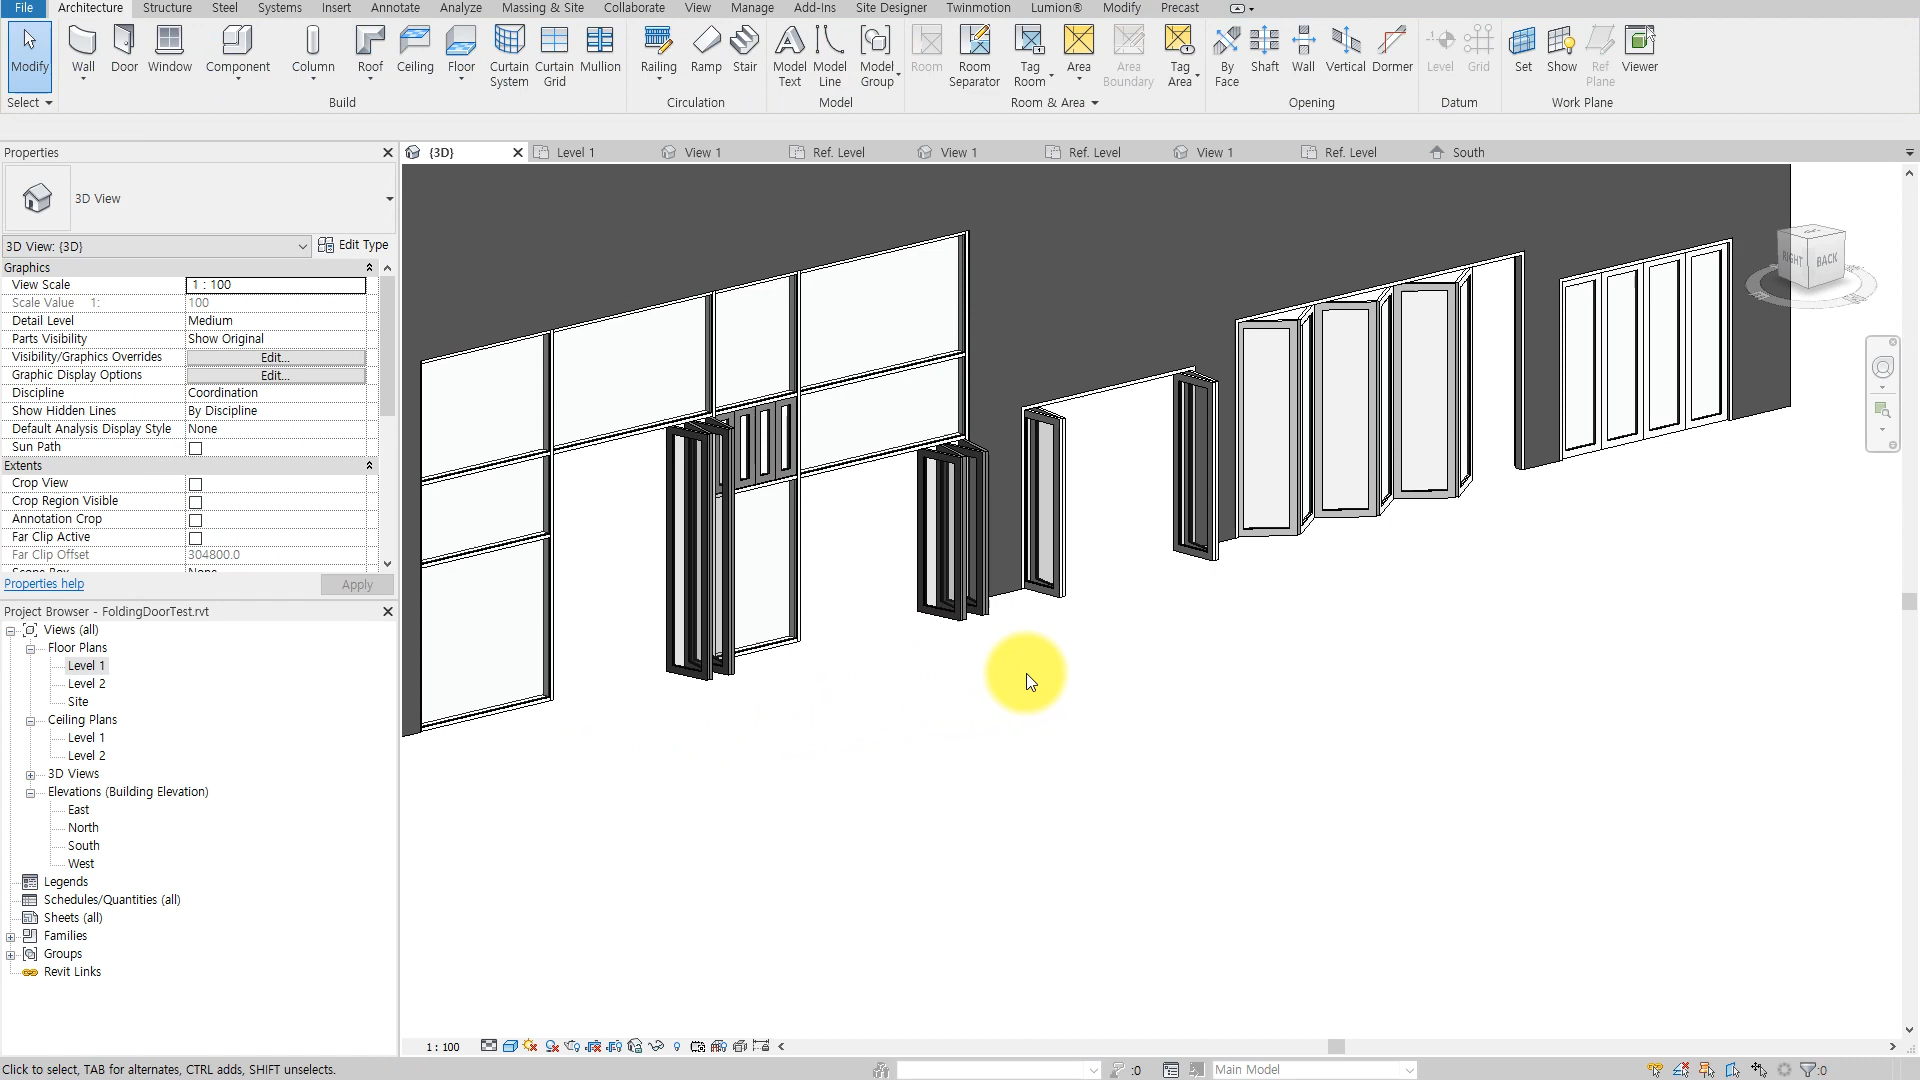 File Architecture Structure Steel Systems Insert Annotate Analyze Massing & Site Collaborate View Manage Add-Ins Site Designer Twinmotion Lumion® Modify Precast
Modify Wall Door Window Component Column Roof Ceiling Floor Curtain System Curtain Grid Mullion Railing Ramp Stair Model Text Model Line Model Group Room Room Separator Tag Room Area Area Boundary Tag Area By Face Shaft Wall Vertical Dormer Level Grid Set Show Ref Plane Viewer
Select Build Circulation Model Room & Area Opening Datum Work Plane
Properties
{3D} Level 1 View 1 Ref. Level View 1 Ref. Level View 1 Ref. Level South
3D View
3D View: {3D} Edit Type
Graphics
View Scale 1 : 100
Scale Value 1: 100
Detail Level Medium
Parts Visibility Show Original
Visibility/Graphics Overrides Edit...
Graphic Display Options Edit...
Discipline Coordination
Show Hidden Lines By Discipline
Default Analysis Display Style None
Sun Path
Extents
Crop View
Crop Region Visible
Annotation Crop
Far Clip Active
Far Clip Offset 304800.0
Scope Box None
Properties help Apply
RIGHT BACK
Project Browser - FoldingDoorTest.rvt
Views (all)
Floor Plans
Level 1
Level 2
Site
Ceiling Plans
Level 1
Level 2
3D Views
Elevations (Building Elevation)
East
North
South
West
Legends
Schedules/Quantities (all)
Sheets (all)
Families
Groups
Revit Links
1 : 100
Click to select, TAB for alternates, CTRL adds, SHIFT unselects. :0 Main Model :0